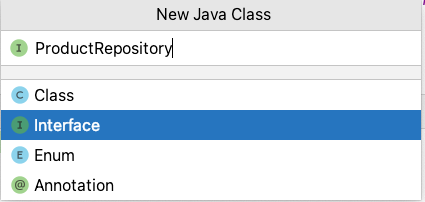 New Java Class
I ProductRepository
C Class
I Interface
E Enum
@ Annotation